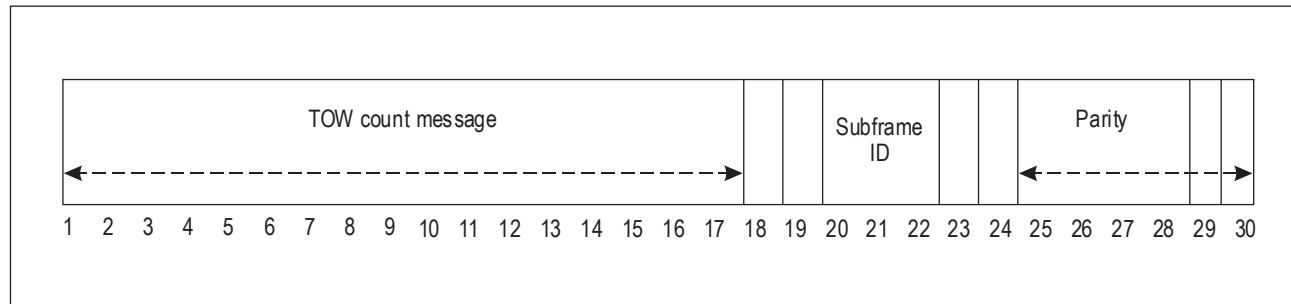 TOW count message
Subframe
ID
Parity
1 2 3 4 5 6 7 8 9 10 11 12 13 14 15 16 17 18 19 20 21 22 23 24 25 26 27 28 29 30